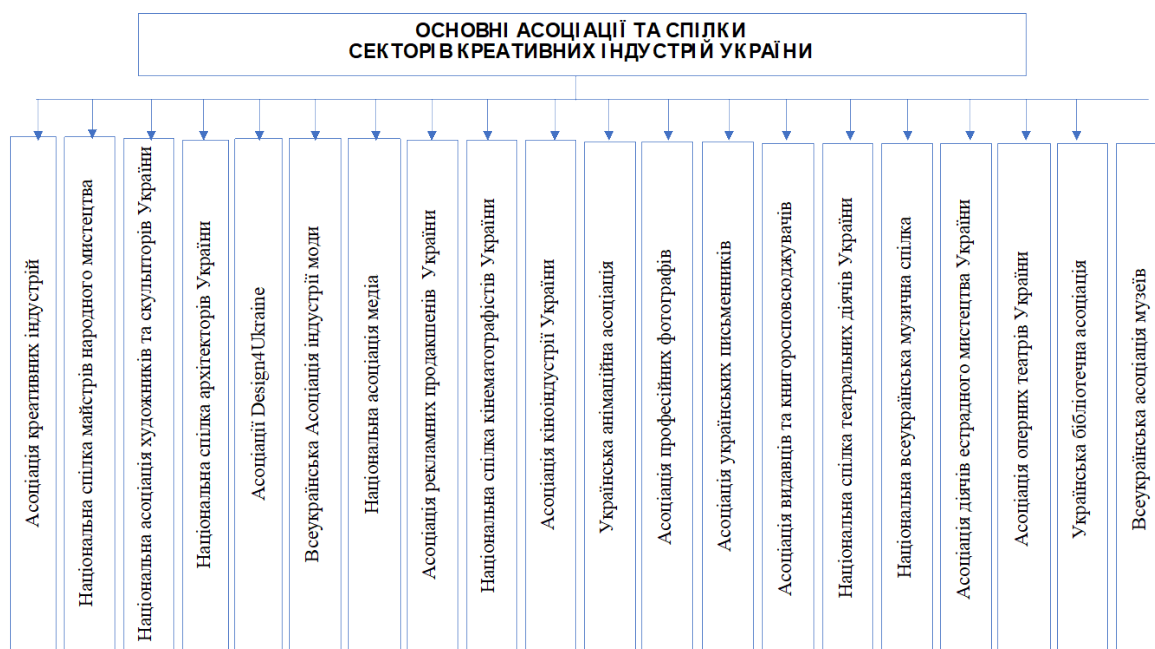 ОСНОВНІ АСОЦІАЦІЇ ТА СПІЛКИ
СЕКТОРІВ КРЕАТИВНИХ ІНДУСТРІЙ УКРАЇНИ
Асоціація креативних індустрій
Національна спілка майстрів народного мистецтва
Національна асоціація художників та скульпторів України
Національна спілка архітекторів України
Асоціації Design4Ukraine
Всеукраїнська Асоціація індустрії моди
Національна асоціація медіа
Асоціація рекламних продакшенів України
Національна спілка кінематографістів України
Асоціація кіноіндустрії України
Українська анімаційна асоціація
Асоціація професійних фотографів
Асоціація українських письменників
Асоціація видавців та книгоросповсюджувачів
Національна спілка театральних діячів України
Національна всеукраїнська музична спілка
Асоціація діячів естрадного мистецтва України
Асоціація оперних театрів України
Українська бібліотечна асоціація
Всеукраїнська асоціація музеїв